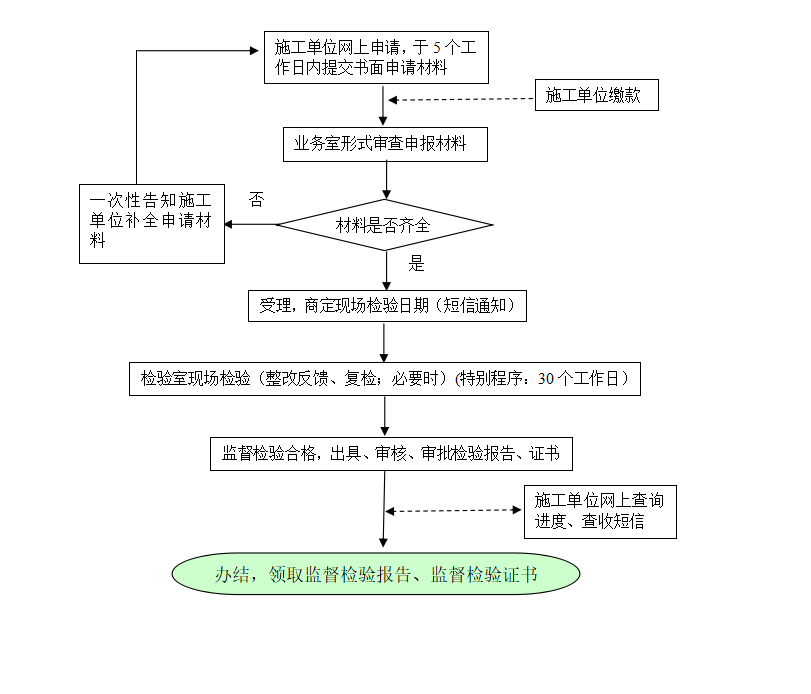 施工单位网上申请，于 5 个工
作日内提交书面申请材料
施工单位缴款
业务室形式审查申报材料
一次性告知施工
单位补全申请材
料
否
材料是否齐全
是
受理，商定现场检验日期（短信通知）
检验室现场检验（整改反馈、复检；必要时）(特别程序：30 个工作日）
监督检验合格，出具、审核、审批检验报告、证书
施工单位网上查询
进度、查收短信
办结，领取监督检验报告、监督检验证书